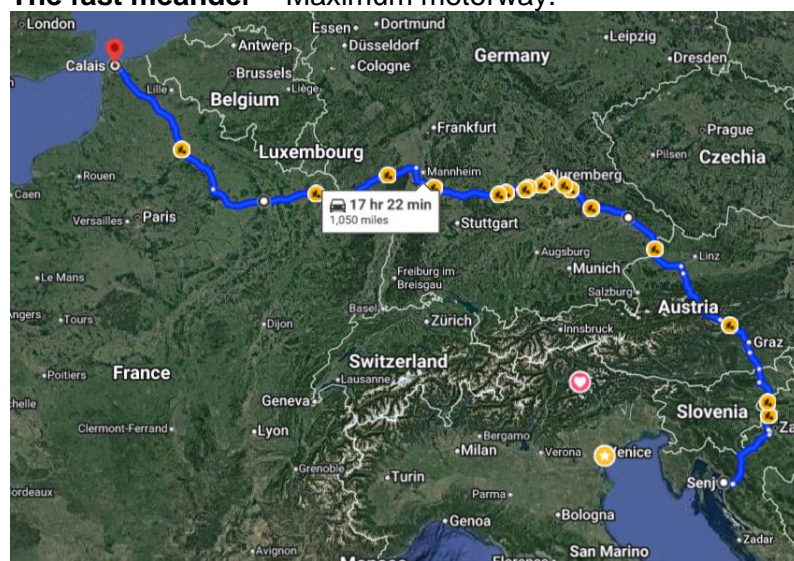 The fast meander – Maximum motorway.
London
Essen
Dortmund
Leipzig
Antwerp
Düsseldorf
Calais
Cologne
Germany
Dresden
Brussels
Lille
Liège
Belgium
Frankfurt
Prague
Luxembourg
Pilsen
Czechia
Rouen
Mannheim
Nuremberg
Caen
17 hr 22 min
1,050 miles
Versailles
Paris
Stuttgart
Augsburg
Linz
Munich
Le Mans
Freiburg im
Breisgau
Salzburg
Austria
Angers
Tours
Basel
Dijon
Zürich
Innsbruck
Graz
Switzerland
Poitiers
France
Lausanne
Geneva
Slovenia
Clermont-Ferrand
Lyon
Bergamo
Milan
Verona
Venice
Za
Grenoble
Senj
Turin
Bordeaux
Parma
Genoa
Bologna
Zadar
Avignon
San Marino